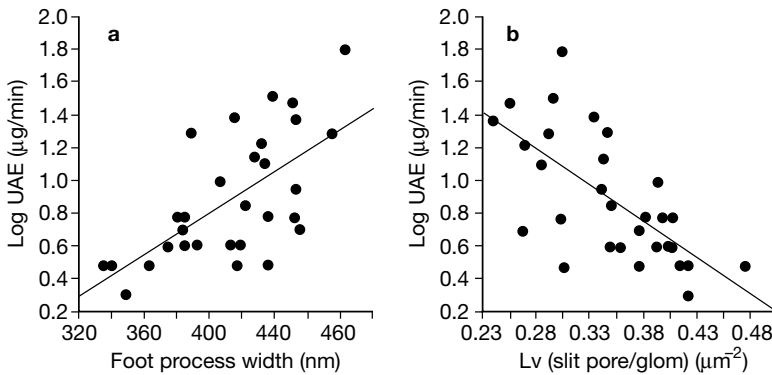 a
Log UAE (μg/min)
2.0
1.8
1.6
1.4
1.2
1.0
0.8
0.6
0.4
0.2
320 360 400 420 460
Foot process width (nm)
b
Log UAE (μg/min)
2.0
1.8
1.6
1.4
1.2
1.0
0.8
0.6
0.4
0.2
0.23 0.28 0.33 0.38 0.43 0.48
Lv (slit pore/glom) (μm⁻²)